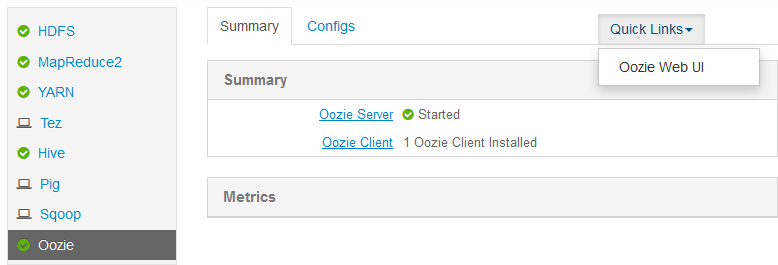 HDFS
MapReduce2
YARN
Tez
Hive
Pig
Sqoop
Oozie
Summary Configs Quick Links
Oozie Web UI
Summary
Oozie Server Started
Oozie Client 1 Oozie Client Installed
Metrics